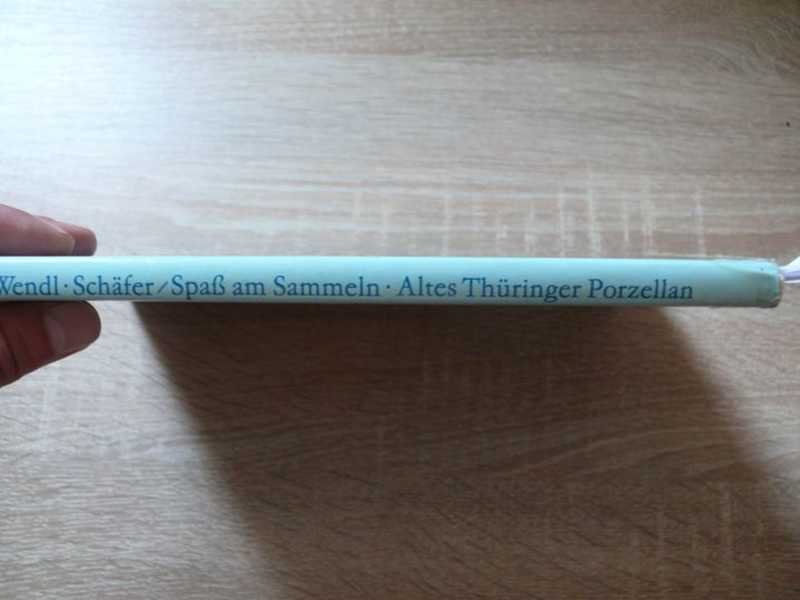 Wendl · Schäfer / Spaß am Sammeln · Altes Thüringer Porzellan